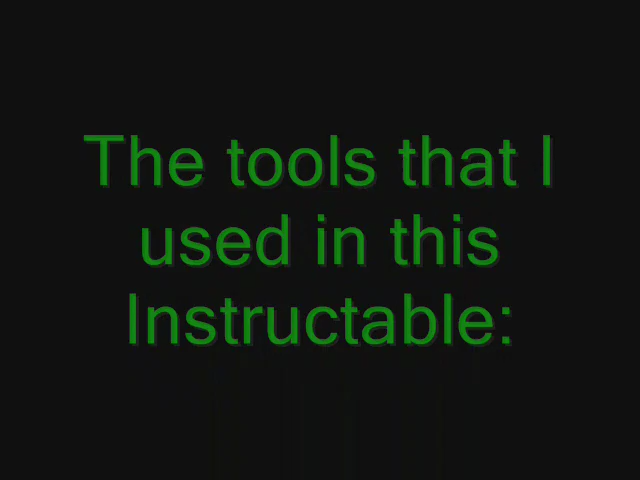 The tools that I
used in this
Instructable: